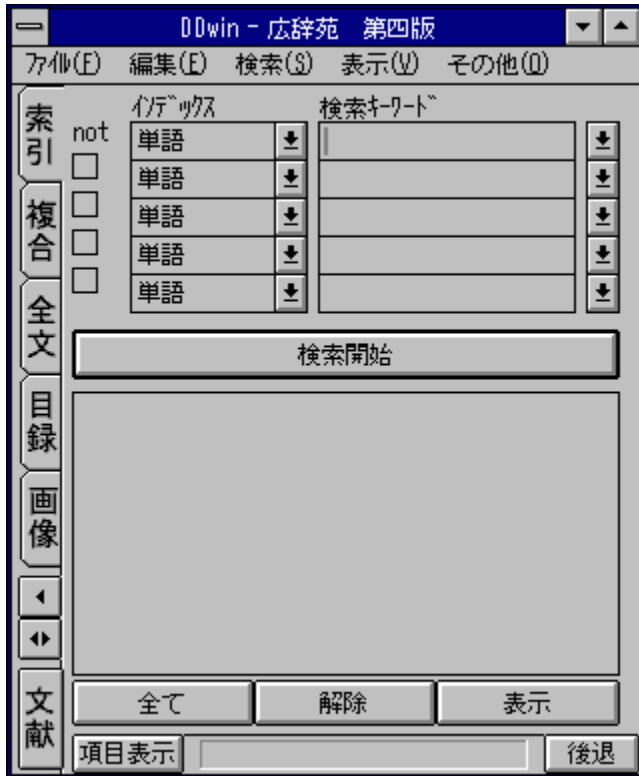 DDwin - 広辞苑　第四版
ﾌｧｲﾙ(F) 編集(E) 検索(S) 表示(V) その他(O)
索引
複合
全文
目録
画像
文献
not
ｲﾝﾃﾞｯｸｽ 検索ｷｰﾜｰﾄﾞ
単語
単語
単語
単語
単語
検索開始
全て 解除 表示
項目表示 後退